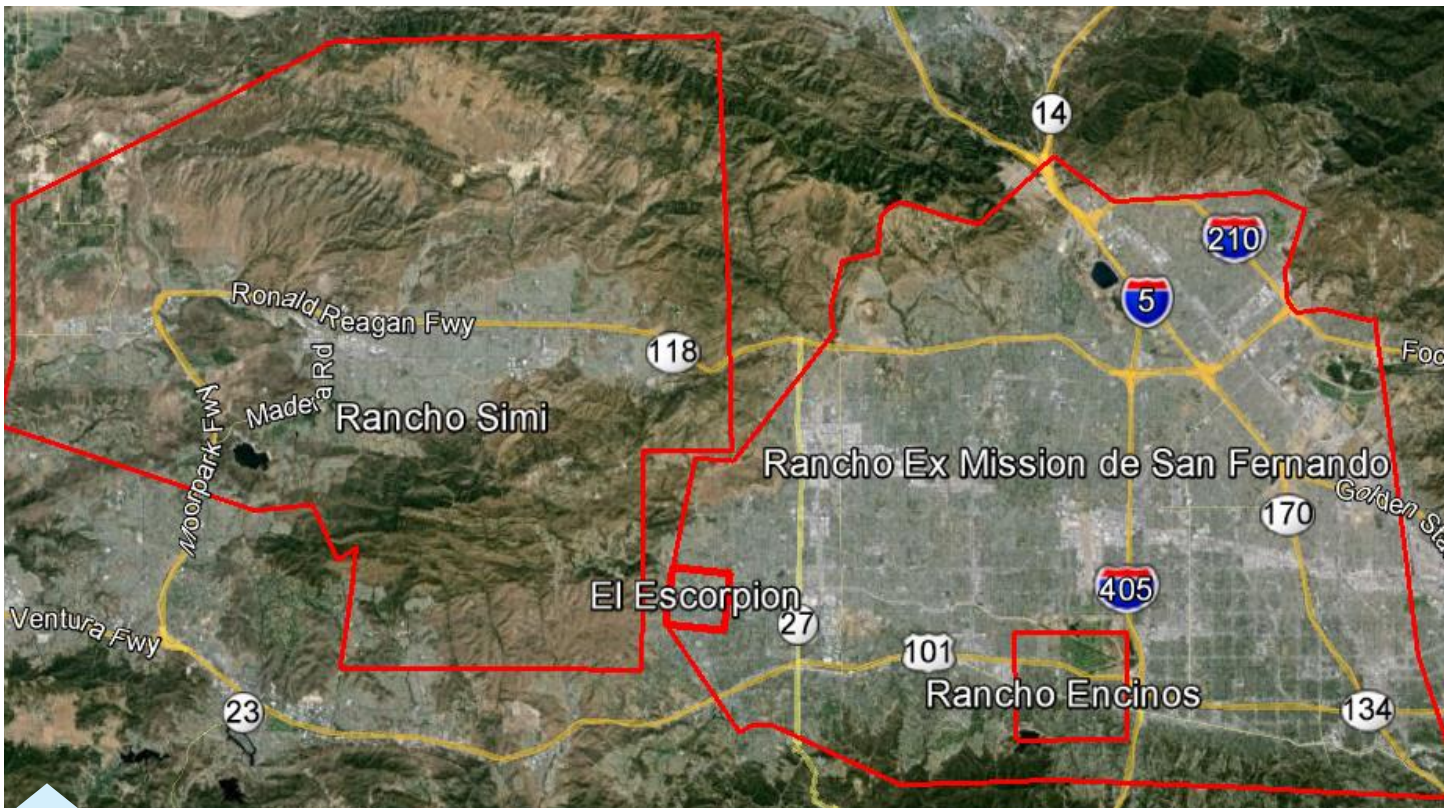 14
210
5
Ronald Reagan Fwy
118
Foo
Madera Rd
Moorpark Fwy
Rancho Simi
Rancho Ex Mission de San Fernando
Golden Sta
170
405
El Escorpion
27
Ventura Fwy
101
Rancho Encinos
23
134